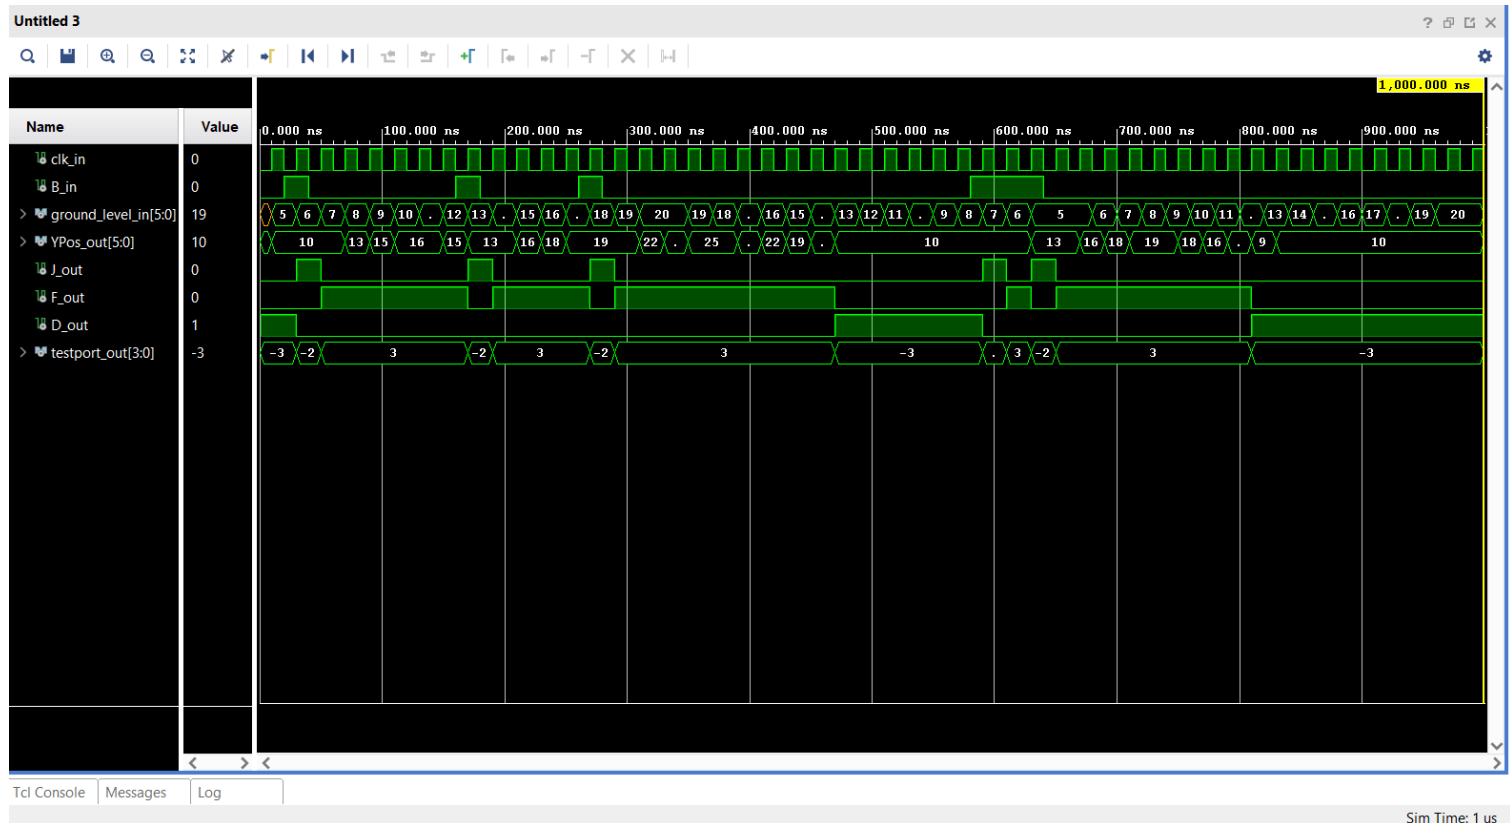 Untitled 3
?
1,000.000 ns
Name Value 0.000 ns 100.000 ns 200.000 ns 300.000 ns 400.000 ns 500.000 ns 600.000 ns 700.000 ns 800.000 ns 900.000 ns
clk_in 0
B_in 0
ground_level_in[5:0] 19 5 6 7 8 9 10 . 12 13 . 15 16 . 18 19 20 19 18 . 16 15 . 13 12 11 . 9 8 7 6 5 6 7 8 9 10 11 . 13 14 . 16 17 . 19 20
YPos_out[5:0] 10 10 13 15 16 15 13 16 18 19 22 . 25 . 22 19 . 10 13 16 18 19 18 16 . 9 10
J_out 0
F_out 0
D_out 1
testport_out[3:0] -3 -3 -2 3 -2 3 -2 3 -3 . 3 -2 3 -3
Tcl Console Messages Log
Sim Time: 1 us